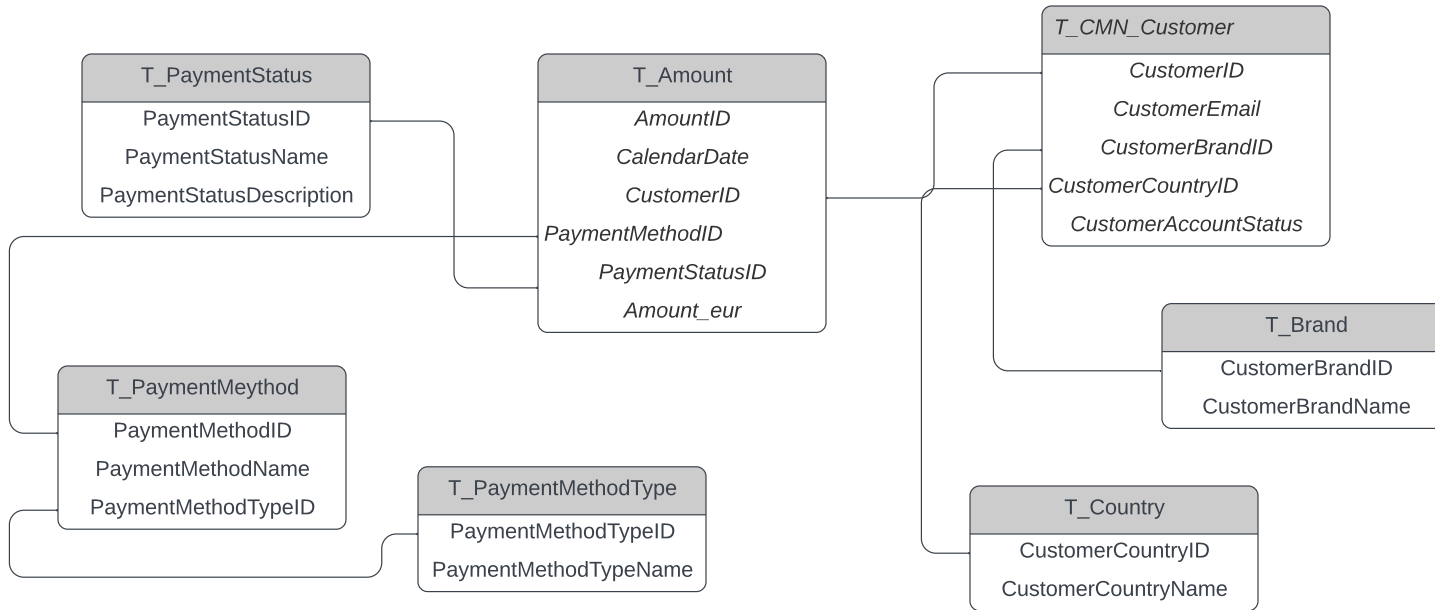 T_PaymentStatus
PaymentStatusID
PaymentStatusName
PaymentStatusDescription
T_Amount
AmountID
CalendarDate
CustomerID
PaymentMethodID
PaymentStatusID
Amount_eur
T_CMN_Customer
CustomerID
CustomerEmail
CustomerBrandID
CustomerCountryID
CustomerAccountStatus
T_Brand
CustomerBrandID
CustomerBrandName
T_PaymentMeythod
PaymentMethodID
PaymentMethodName
PaymentMethodTypeID
T_PaymentMethodType
PaymentMethodTypeID
PaymentMethodTypeName
T_Country
CustomerCountryID
CustomerCountryName